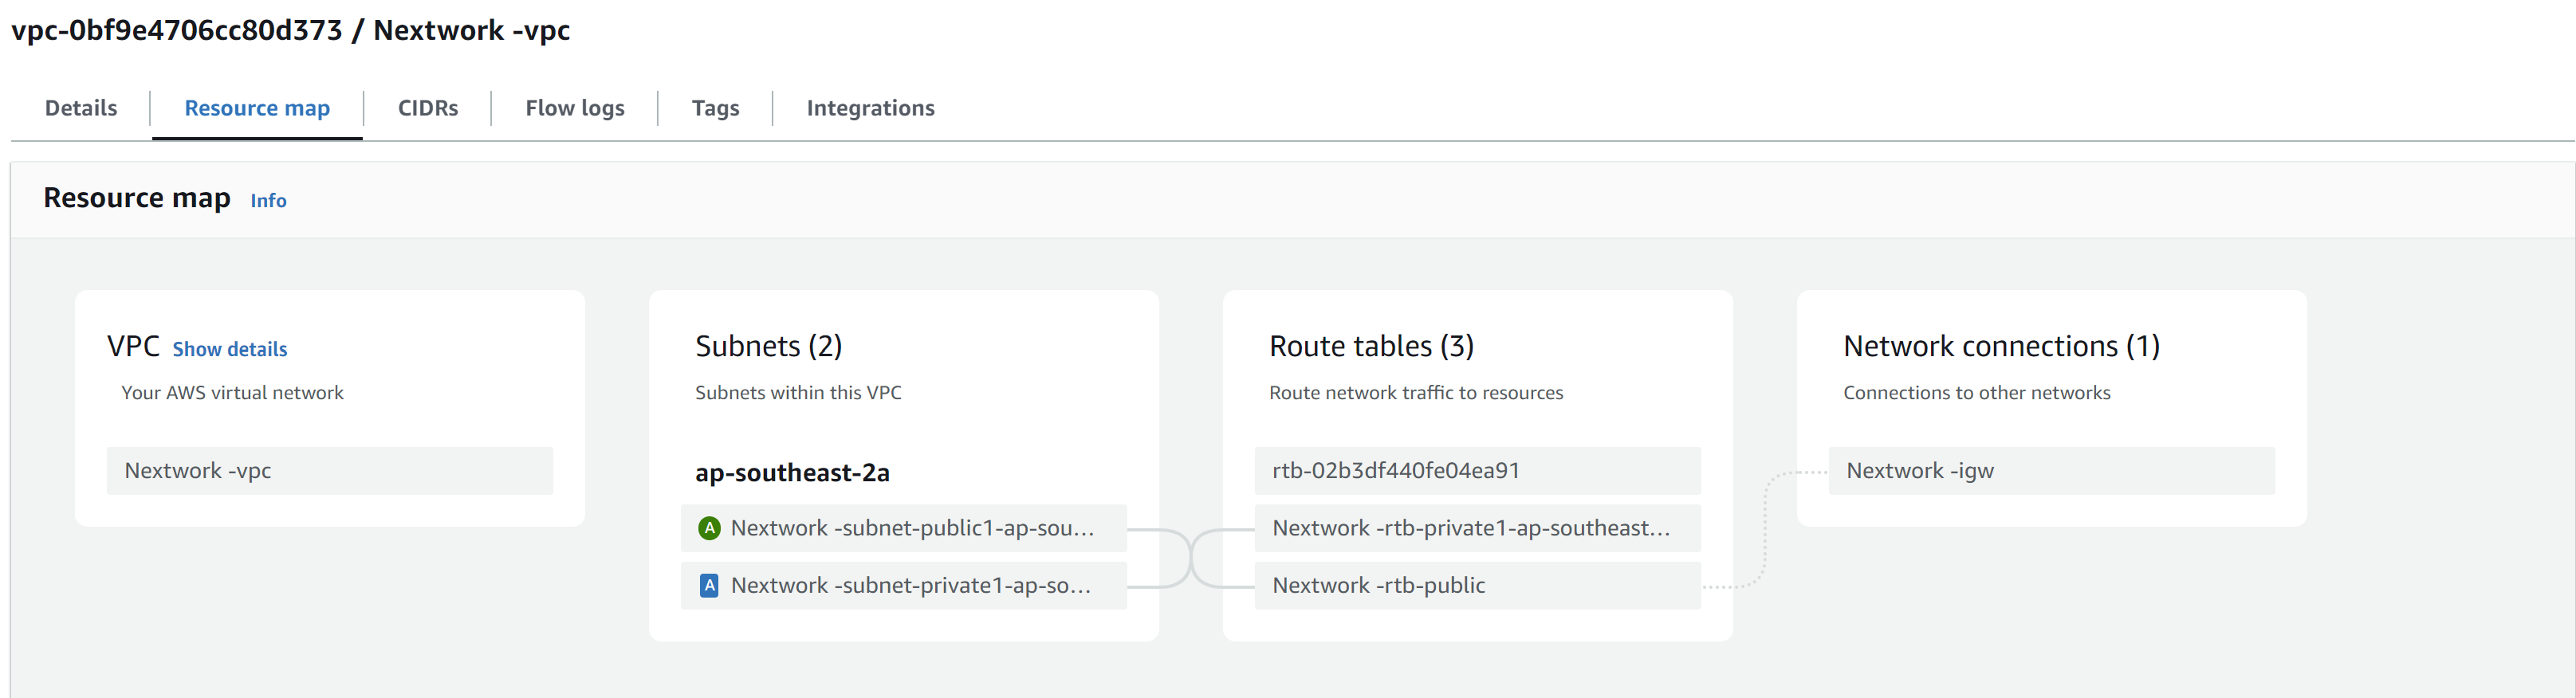 vpc-0bf9e4706cc80d373 / Nextwork -vpc
Details
Resource map
CIDRs
Flow logs
Tags
Integrations
Resource map Info
VPC Show details
Your AWS virtual network
Nextwork -vpc
Subnets (2)
Subnets within this VPC
ap-southeast-2a
A Nextwork -subnet-public1-ap-sou...
A Nextwork -subnet-private1-ap-so...
Route tables (3)
Route network traffic to resources
rtb-02b3df440fe04ea91
Nextwork -rtb-private1-ap-southeast...
Nextwork -rtb-public
Network connections (1)
Connections to other networks
Nextwork -igw